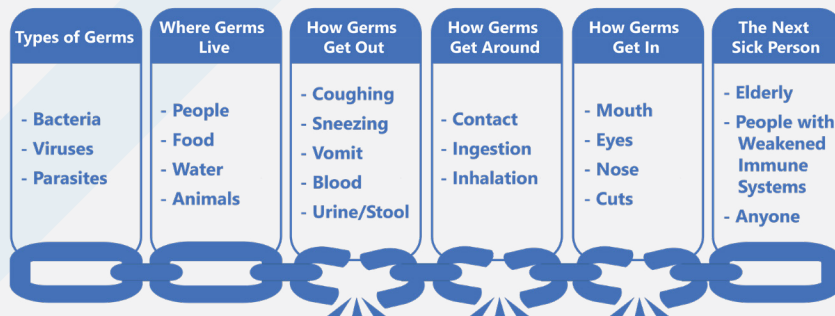 Types of Germs
- Bacteria
- Viruses
- Parasites
Where Germs
Live
- People
- Food
- Water
- Animals
How Germs
Get Out
- Coughing
- Sneezing
- Vomit
- Blood
- Urine/Stool
How Germs
Get Around
- Contact
- Ingestion
- Inhalation
How Germs
Get In
- Mouth
- Eyes
- Nose
- Cuts
The Next
Sick Person
- Elderly
- People with
Weakened
Immune
Systems
- Anyone